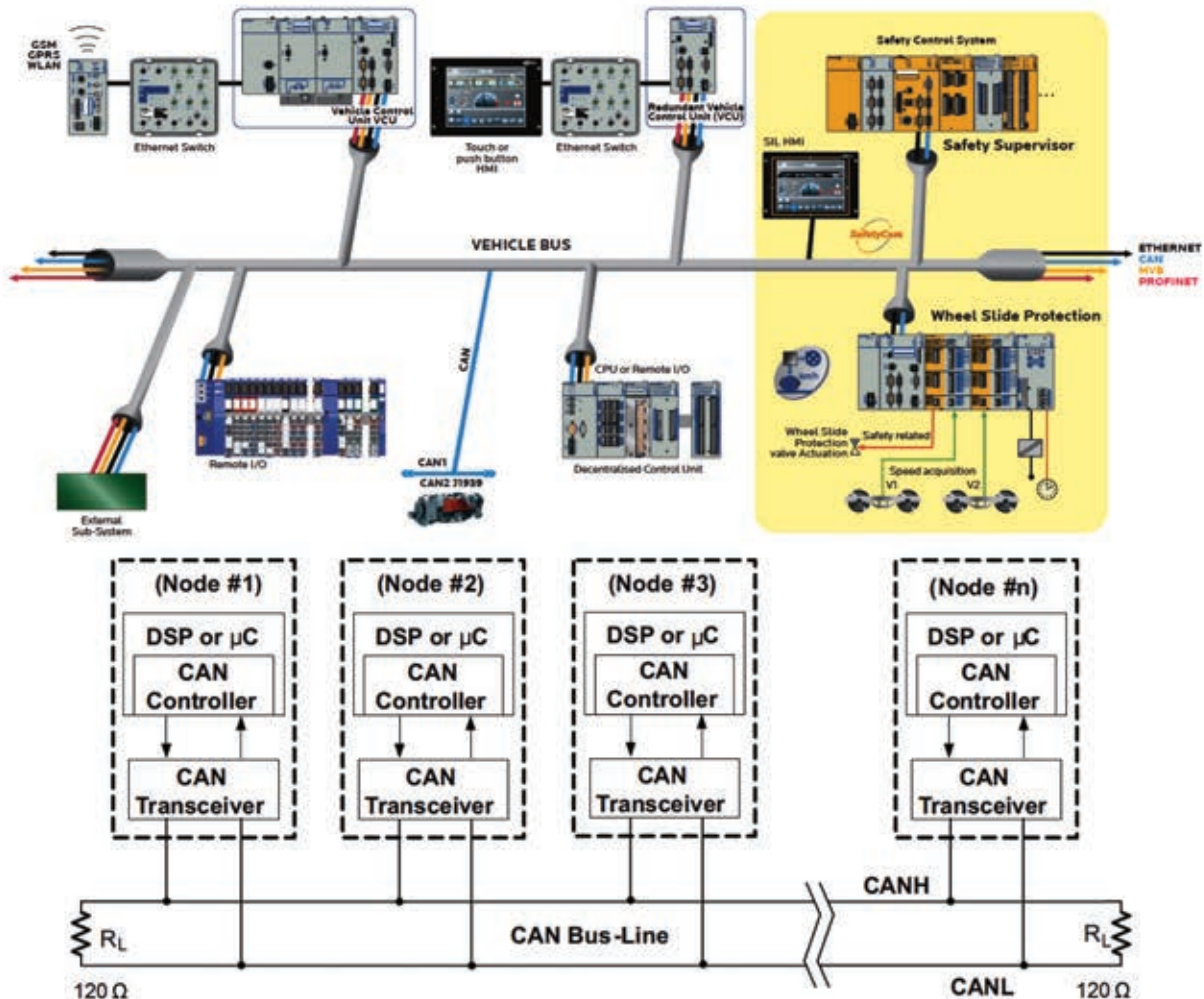 GSM
GPRS
WLAN
Ethernet Switch
Vehicle Control
Unit VCU
Touch or
push button
HMI
Ethernet Switch
Redundant Vehicle
Control Unit (VCU)
Safety Control System
...
Safety Supervisor
SIL HMI
SafetyCom
VEHICLE BUS
ETHERNET
CAN
MVB
PROFINET
Wheel Slide Protection
km/h
CAN
CPU or Remote I/O
Remote I/O
Decentralised Control Unit
CAN1
CAN2 J1939
External
Sub-System
Wheel Slide
Protection
valve Actuation
Safety related
Speed acquisition
V1
V2
(Node #1)
(Node #2)
(Node #3)
(Node #n)
DSP or µC
DSP or µC
DSP or µC
DSP or µC
CAN
Controller
CAN
Controller
CAN
Controller
CAN
Controller
CAN
Transceiver
CAN
Transceiver
CAN
Transceiver
CAN
Transceiver
CANH
RL
CAN Bus-Line
RL
120 Ω
CANL
120 Ω